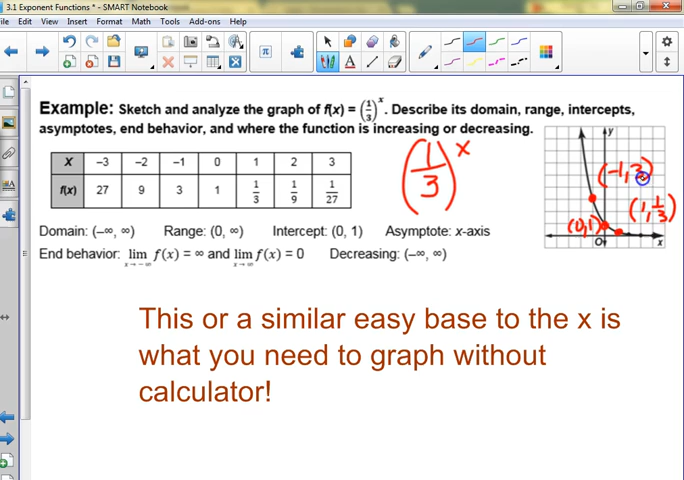 3.1 Exponent Functions * - SMART Notebook
Edit View Insert Format Tools Add-ons Help
π
A
Example: Sketch and analyze the graph of f(x) = (1/3)^x. Describe its domain, range, intercepts,
asymptotes, end behavior, and where the function is increasing or decreasing.
X −3 −2 −1 0 1 2 3
f(x) 27 9 3 1 1/3 1/9 1/27
(1/3)^x
y
(-1,3)
(1, 1/3)
(0,1)
O x
Domain: (−∞, ∞) Range: (0, ∞) Intercept: (0, 1) Asymptote: x-axis
End behavior: lim x→−∞ f(x) = ∞ and lim x→∞ f(x) = 0 Decreasing: (−∞, ∞)
This or a similar easy base to the x is
what you need to graph without
calculator!